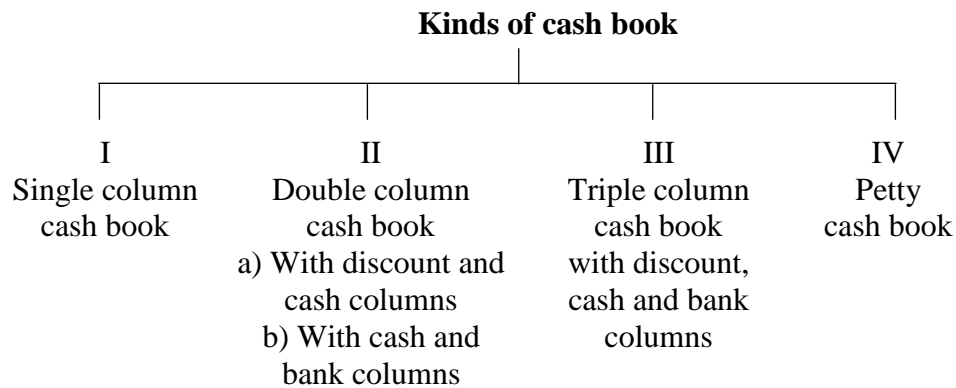 Kinds of cash book
I
Single column
cash book
II
Double column
cash book
a) With discount and
cash columns
b) With cash and
bank columns
III
Triple column
cash book
with discount,
cash and bank
columns
IV
Petty
cash book